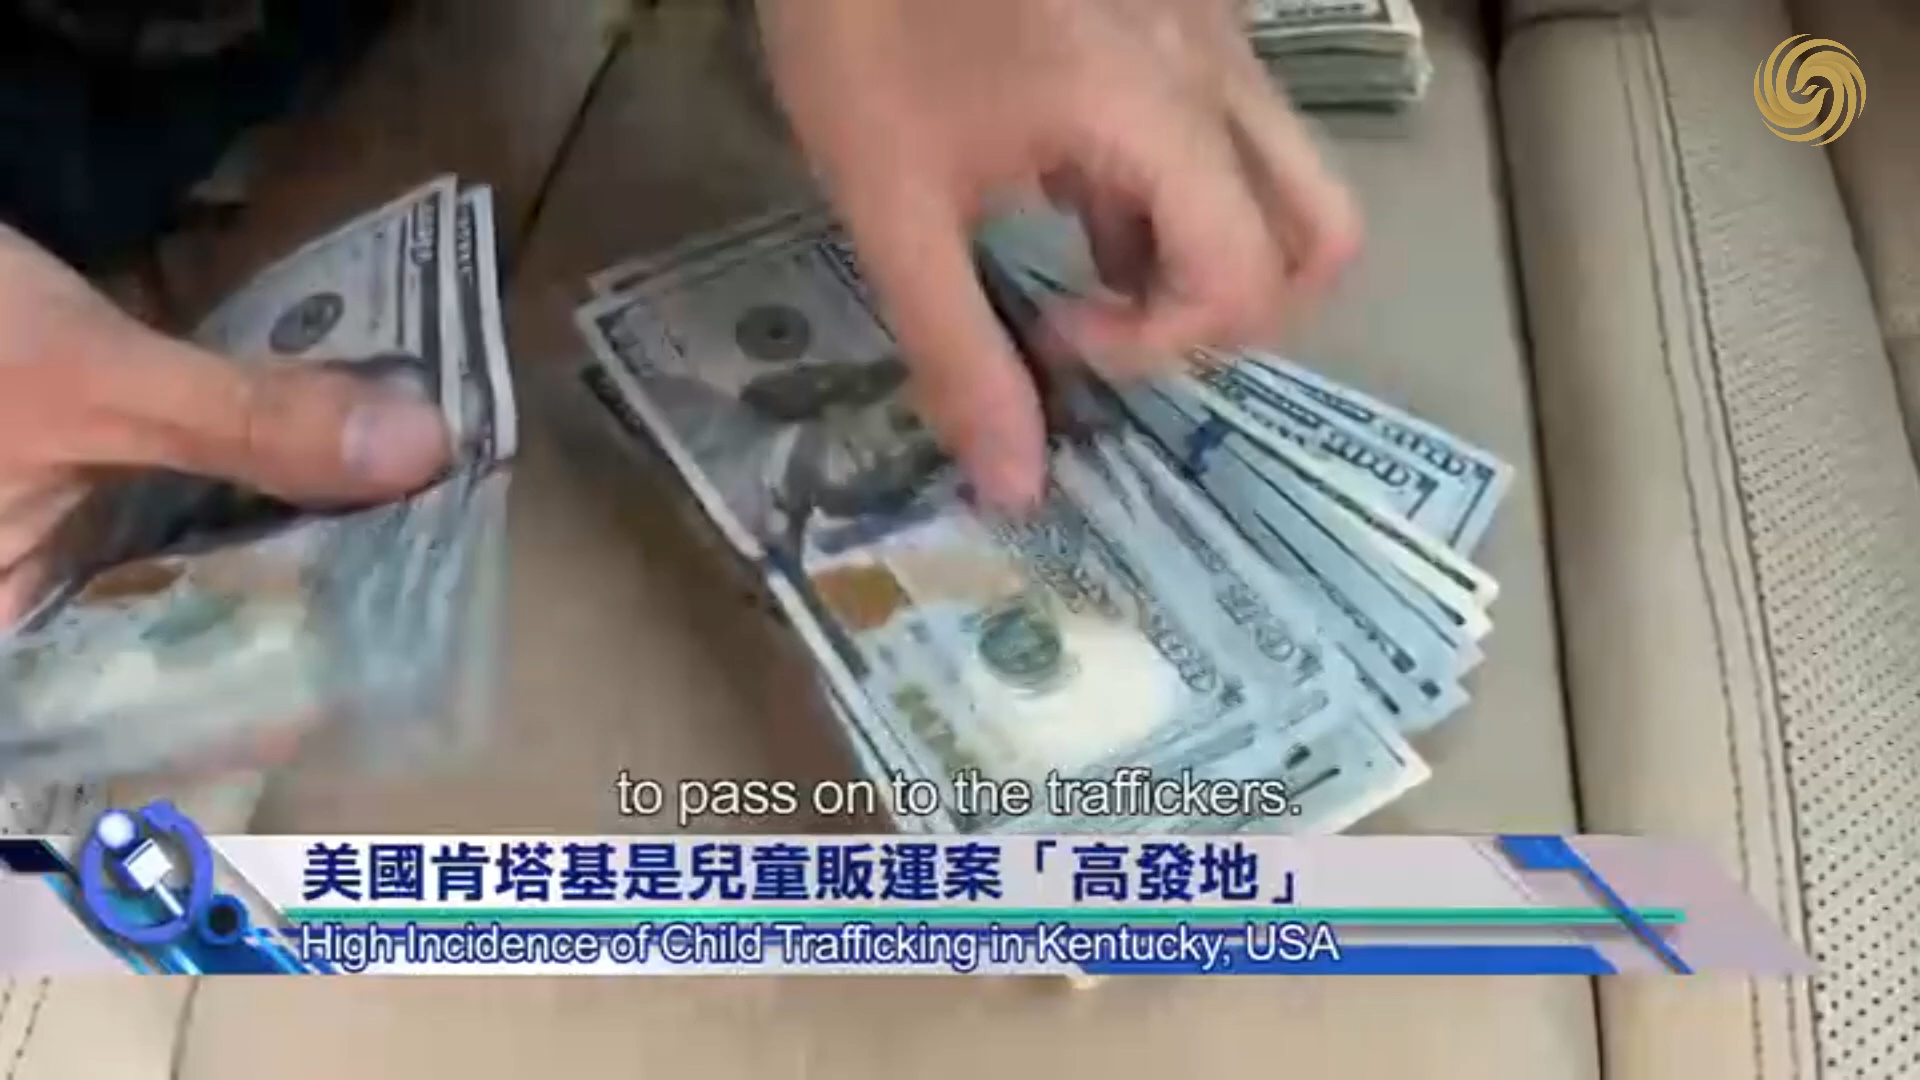 to pass on to the traffickers.
美國肯塔基是兒童販運案「高發地」
High Incidence of Child Trafficking in Kentucky, USA